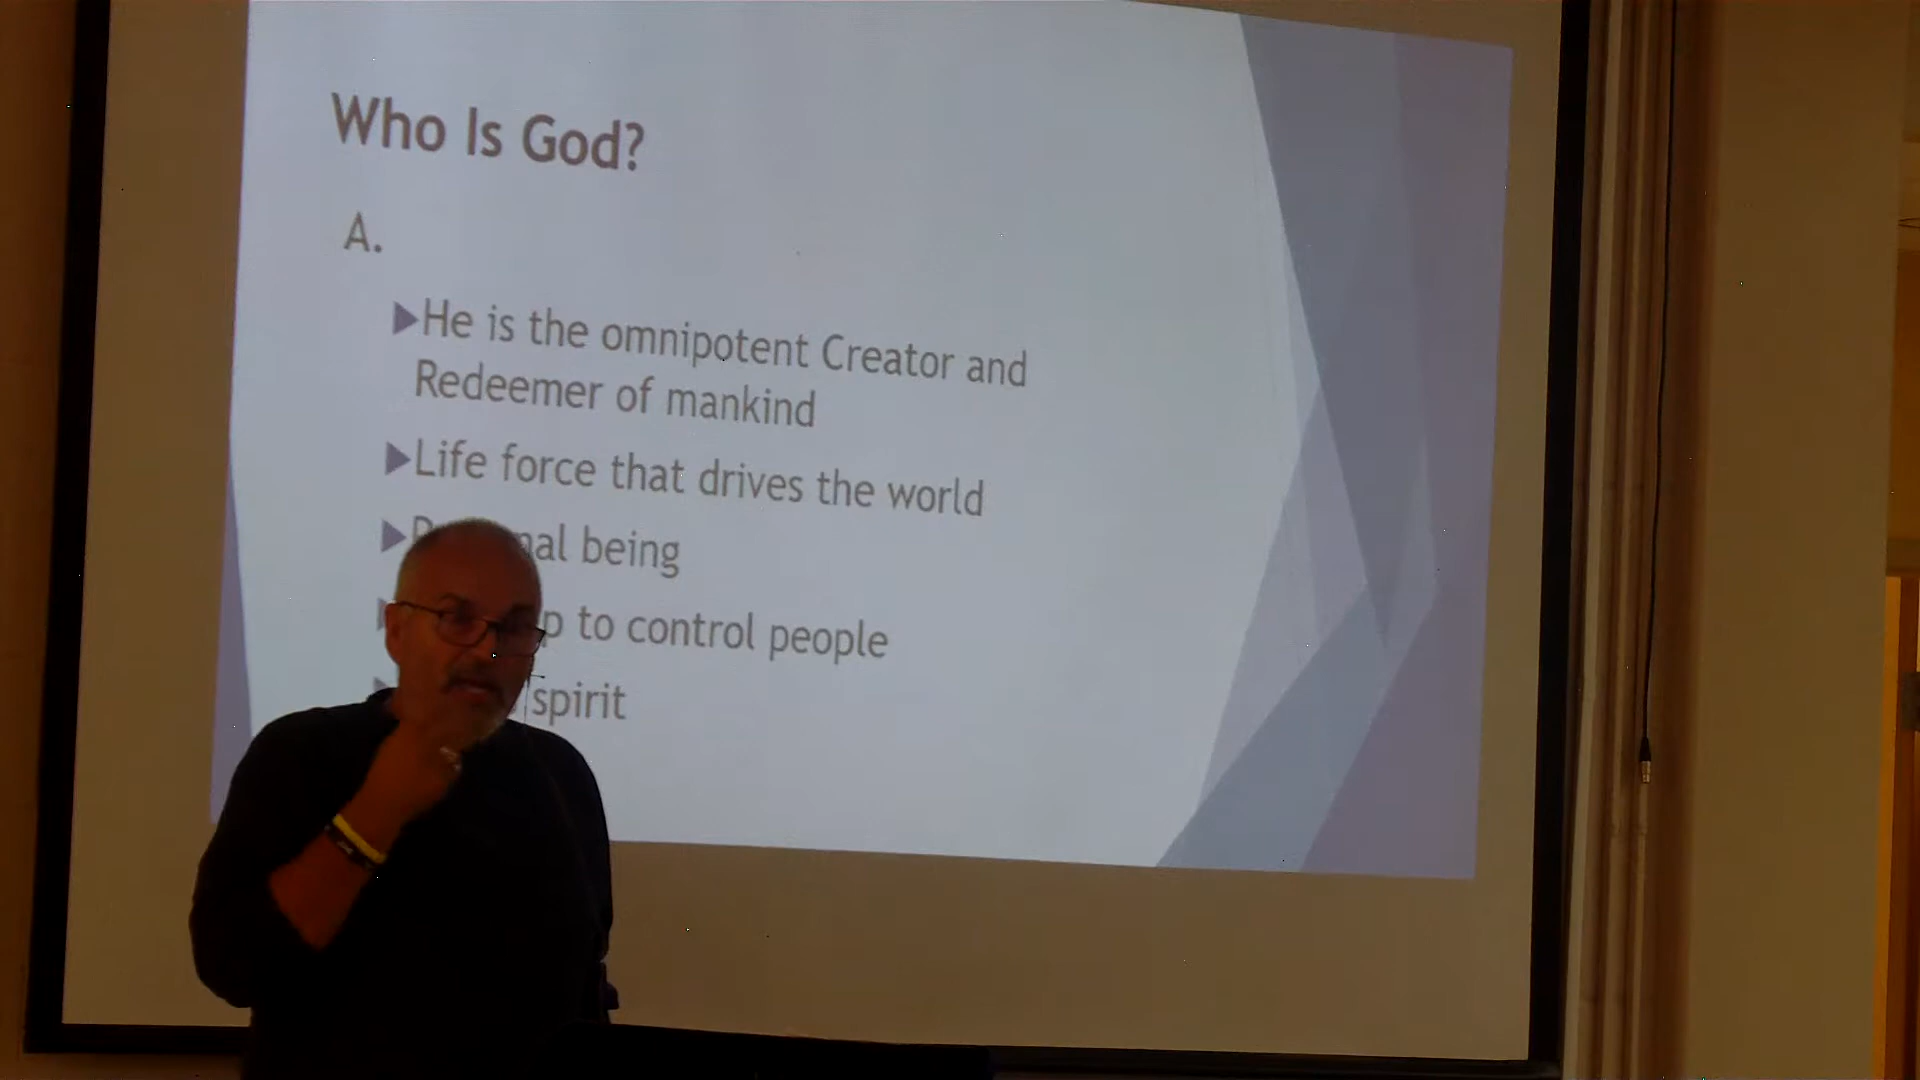 Who Is God?
A.
He is the omnipotent Creator and
Redeemer of mankind
Life force that drives the world
being
to control people
spirit